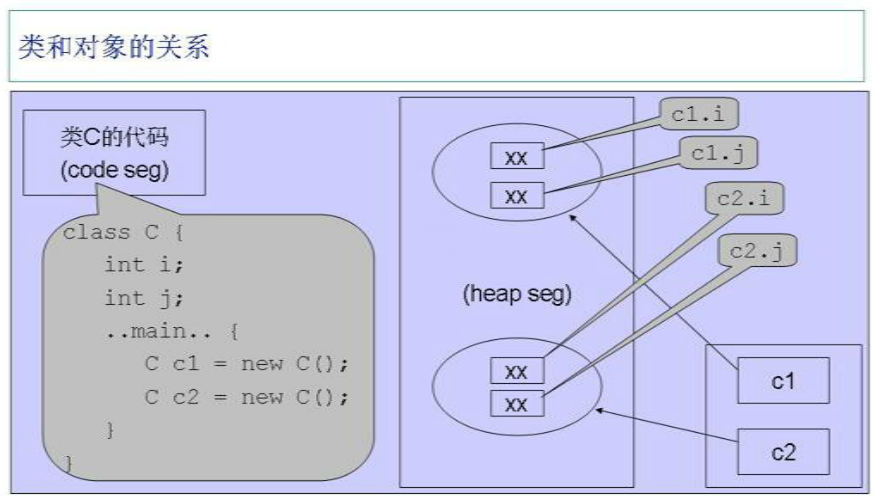 类和对象的关系
类C的代码
(code seg)
class C {
int i;
int j;
..main.. {
C c1 = new C();
C c2 = new C();
}
}
xx
xx
(heap seg)
xx
xx
c1.i
c1.j
c2.i
c2.j
c1
c2